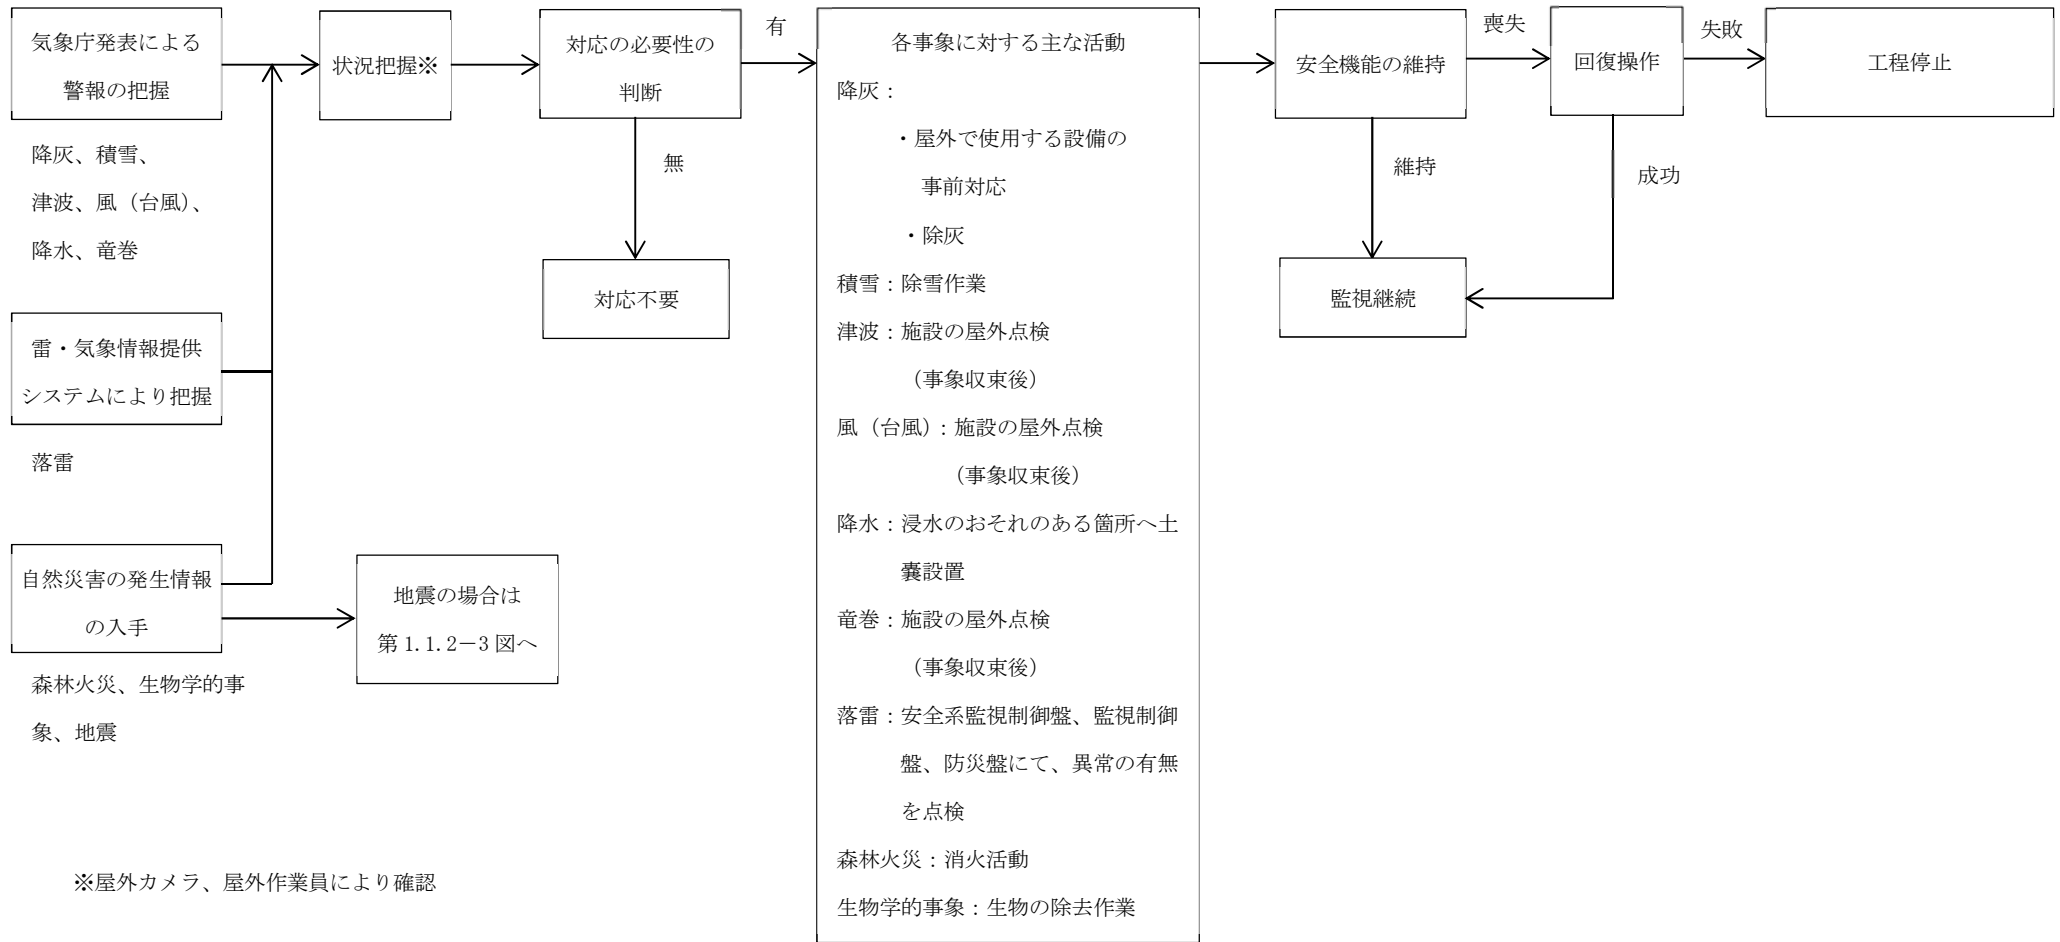 気象庁発表による
警報の把握
降灰、積雪、
津波、風（台風）、
降水、竜巻
雷・気象情報提供
システムにより把握
落雷
自然災害の発生情報
の入手
森林火災、生物学的事
象、地震
地震の場合は
第 1.1.2－3 図へ
状況把握※
対応の必要性の
判断
有
無
対応不要
各事象に対する主な活動
降灰：
・屋外で使用する設備の
事前対応
・除灰
積雪：除雪作業
津波：施設の屋外点検
（事象収束後）
風（台風）：施設の屋外点検
（事象収束後）
降水：浸水のおそれのある箇所へ土
嚢設置
竜巻：施設の屋外点検
（事象収束後）
落雷：安全系監視制御盤、監視制御
盤、防災盤にて、異常の有無
を点検
森林火災：消火活動
生物学的事象：生物の除去作業
安全機能の維持
喪失
維持
監視継続
回復操作
失敗
成功
工程停止
※屋外カメラ、屋外作業員により確認